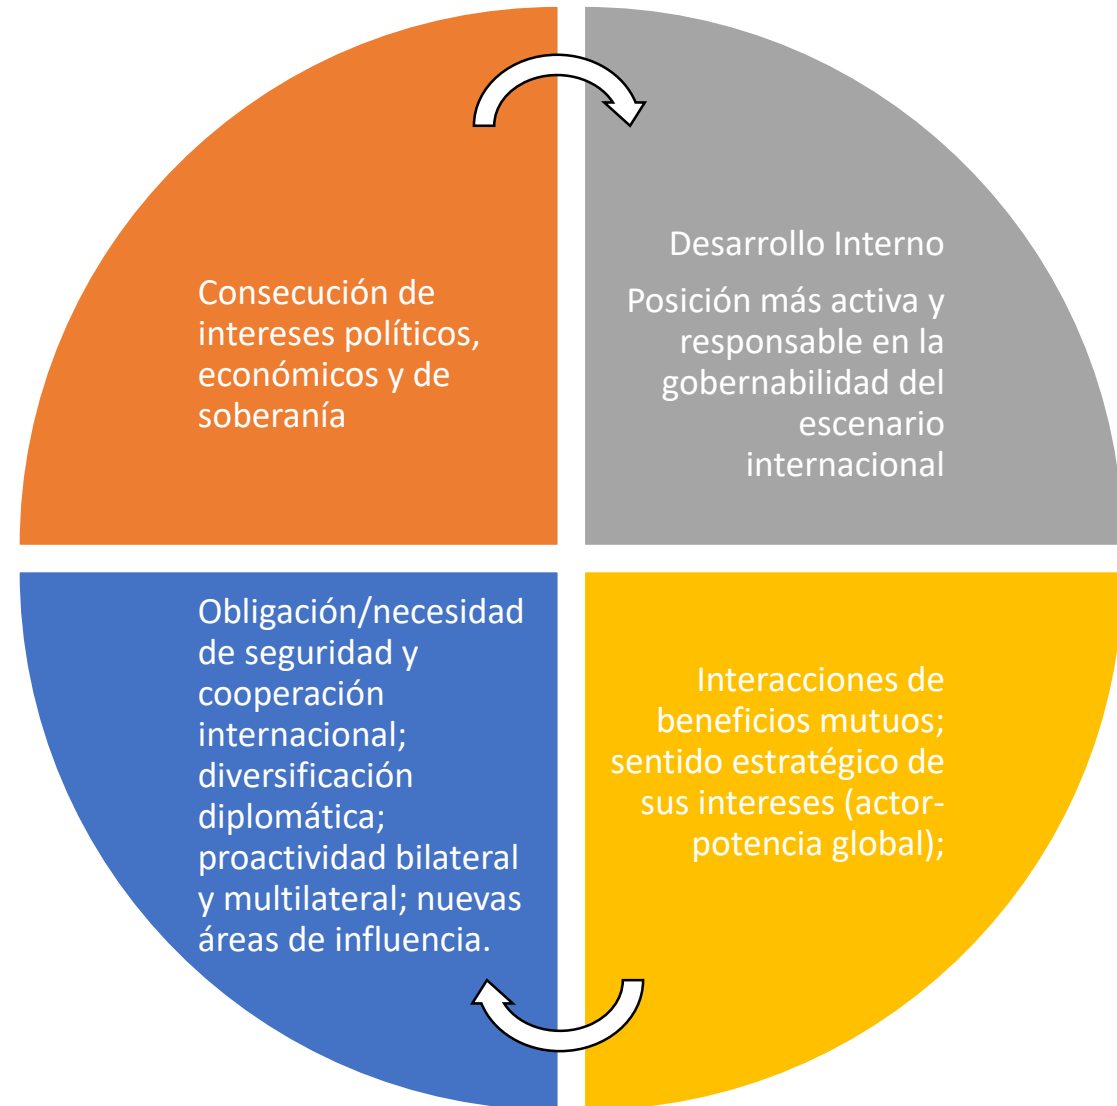 Consecución de
intereses políticos,
económicos y de
soberanía
Desarrollo Interno
Posición más activa y
responsable en la
gobernabilidad del
escenario
internacional
Obligación/necesidad
de seguridad y
cooperación
internacional;
diversificación
diplomática;
proactividad bilateral
y multilateral; nuevas
áreas de influencia.
Interacciones de
beneficios mutuos;
sentido estratégico de
sus intereses (actor-
potencia global);